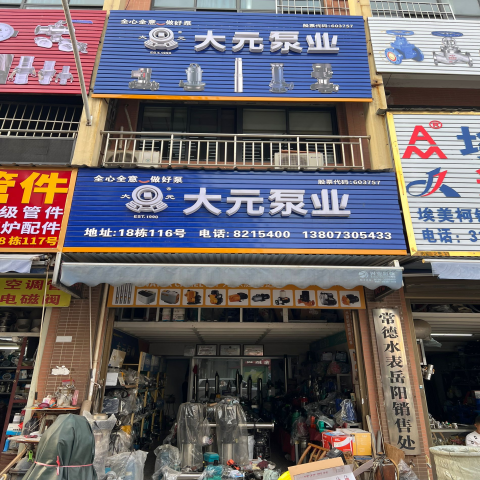 全心全意 做好泵
股票代码:603757
大元泵业
全心全意 做好泵
股票代码:603757
大 元
EST.1990
大元泵业
地址:18栋116号 电话:8215400 13807305433
管件
级管件
炉配件
8栋117号
空调管
电磁阀
埃美柯
电话:3
常德水表岳阳销售处